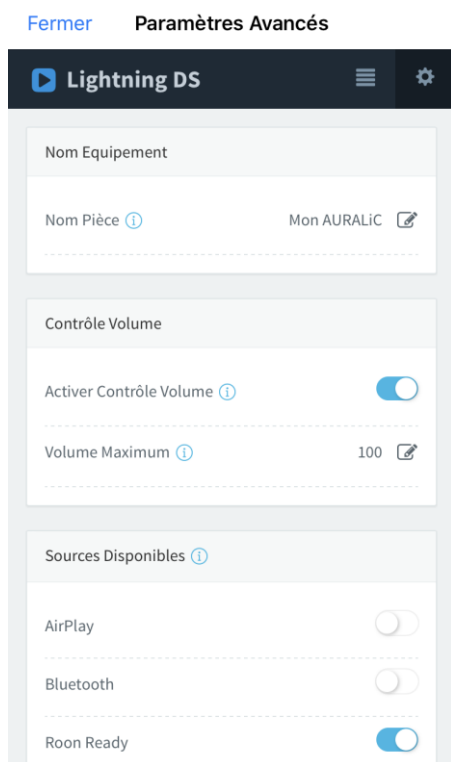 Fermer Paramètres Avancés
Lightning DS
Nom Equipement
Nom Pièce Mon AURALiC
Contrôle Volume
Activer Contrôle Volume
Volume Maximum 100
Sources Disponibles
AirPlay
Bluetooth
Roon Ready